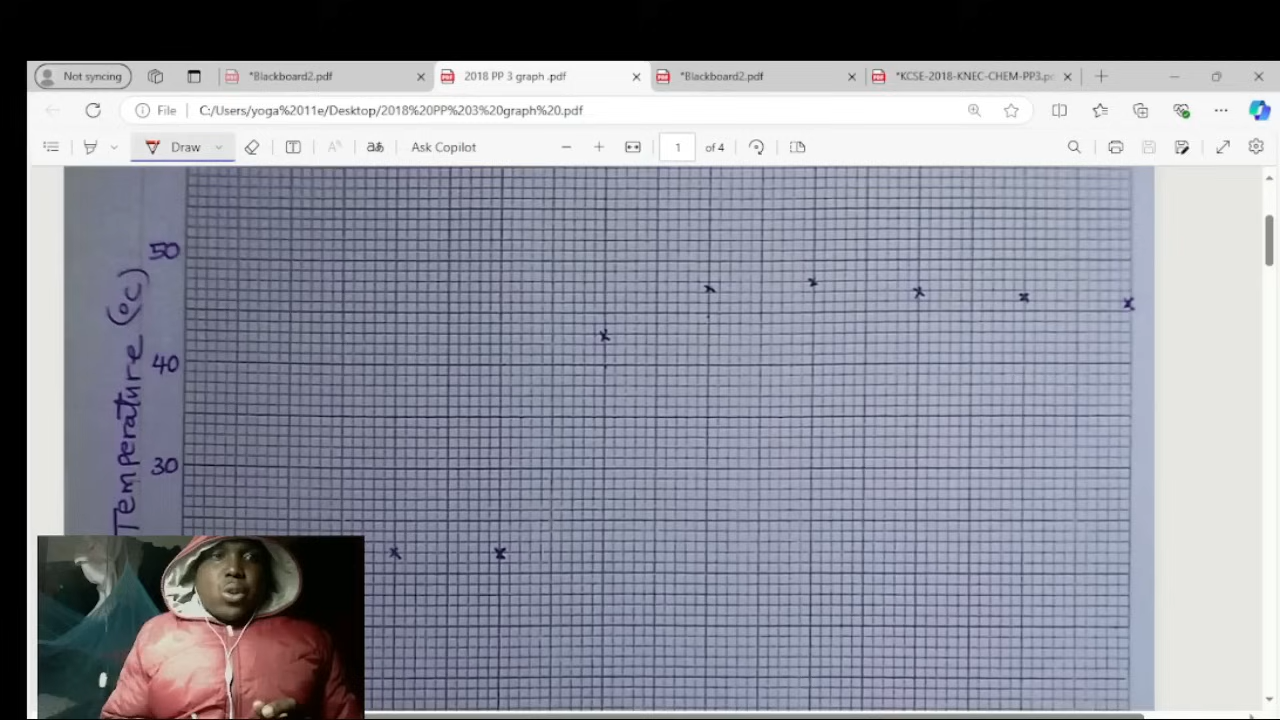 Not syncing
*Blackboard2.pdf
2018 PP 3 graph .pdf
*Blackboard2.pdf
*KCSE-2018-KNEC-CHEM-PP3.p
File
C:/Users/yoga%2011e/Desktop/2018%20PP%203%20graph%20.pdf
Draw
Ask Copilot
1 of 4
50
40
30
Temperature (°C)